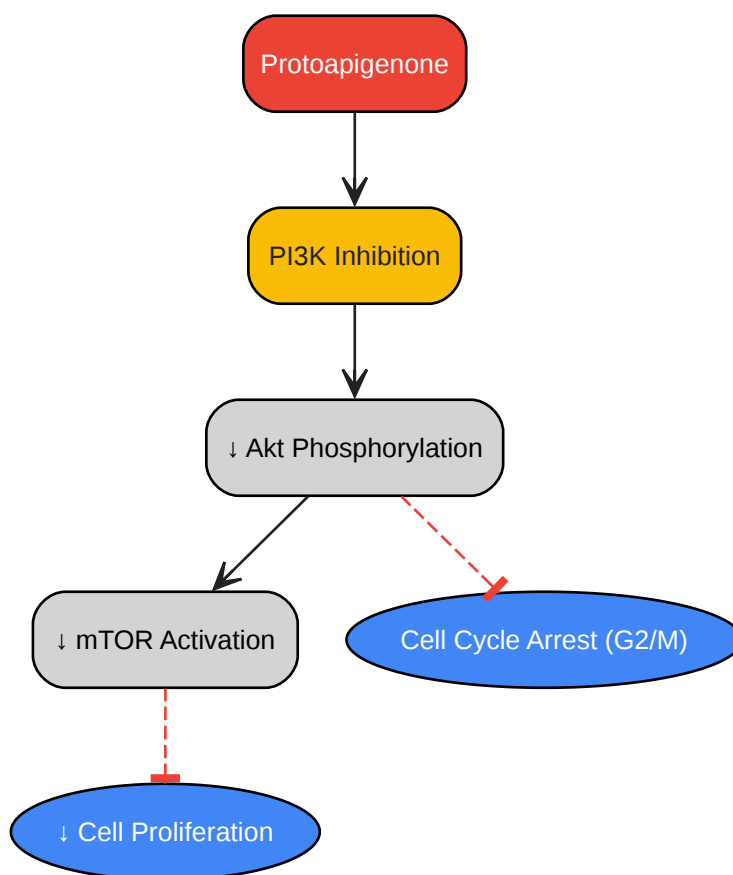 Protoapigenone
PI3K Inhibition
↓ Akt Phosphorylation
↓ mTOR Activation
Cell Cycle Arrest (G2/M)
↓ Cell Proliferation